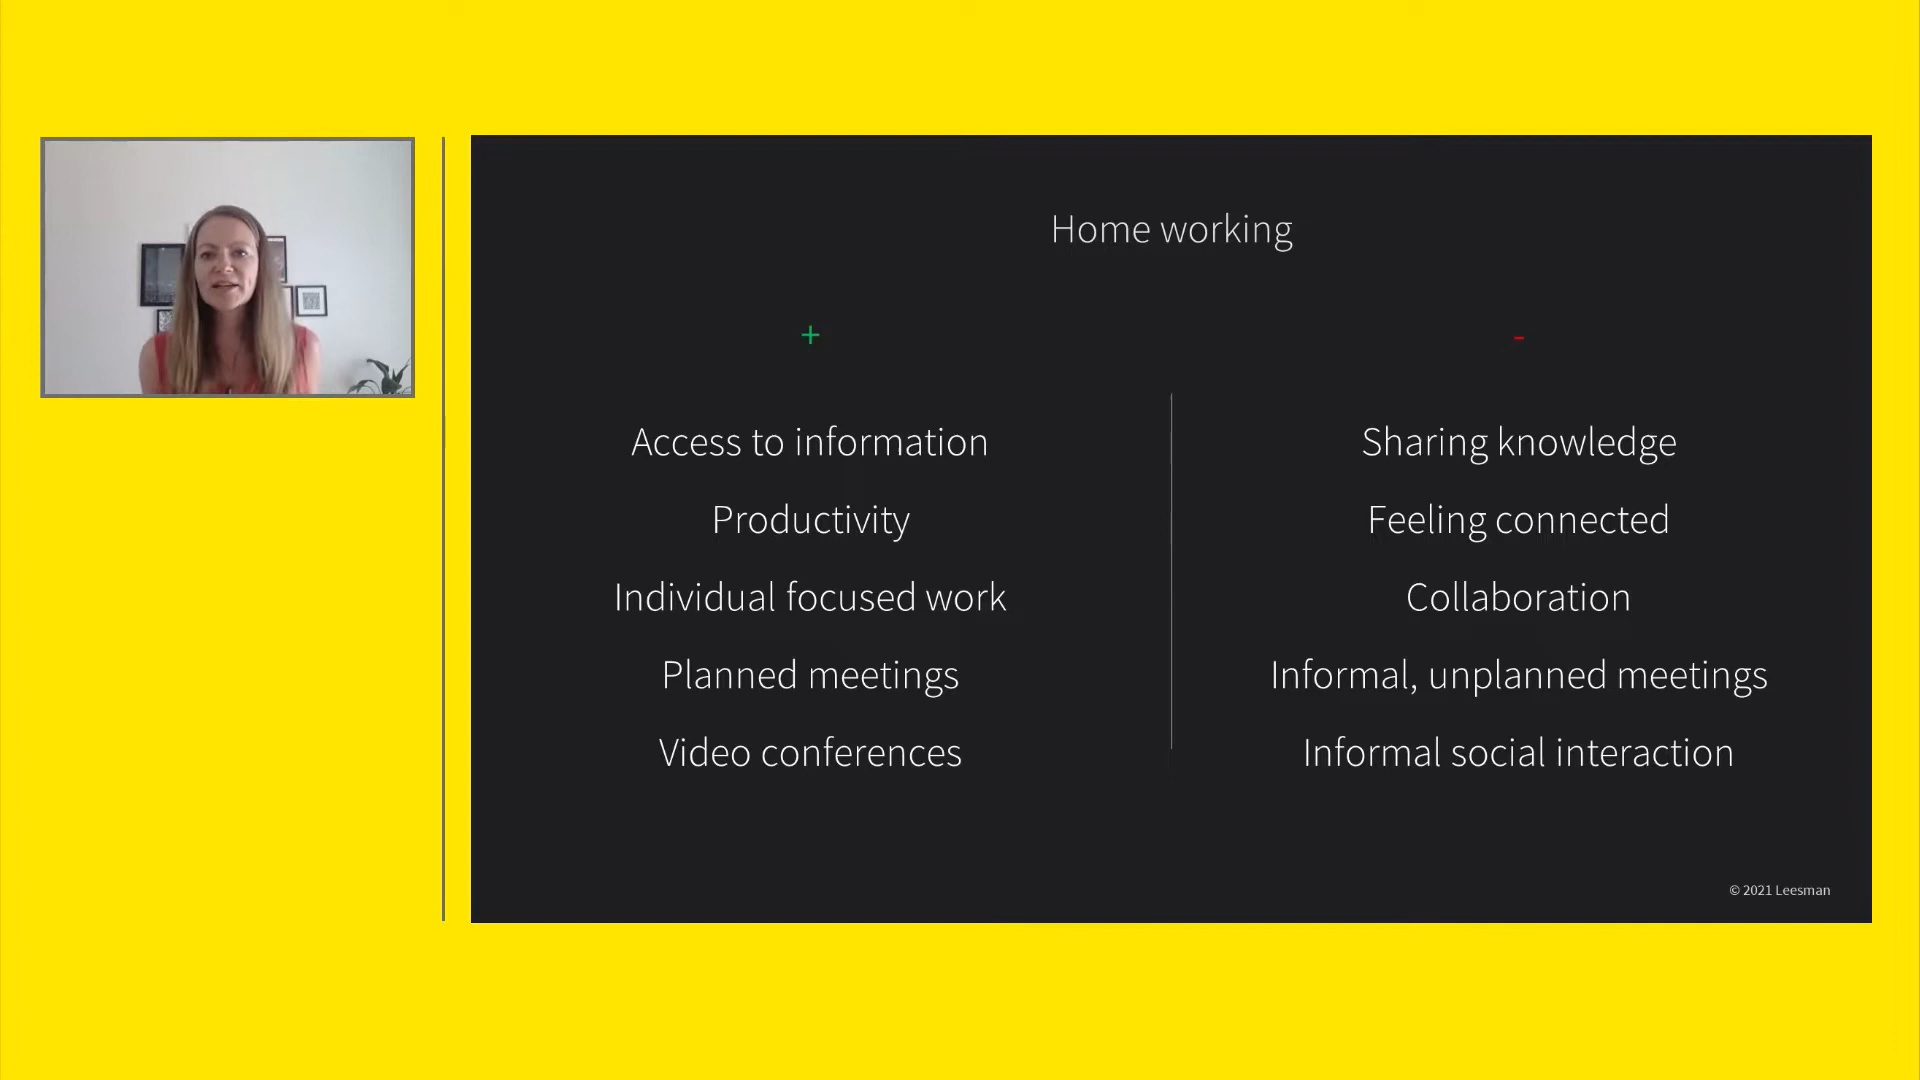 Home working
+
-
Access to information
Productivity
Individual focused work
Planned meetings
Video conferences
Sharing knowledge
Feeling connected
Collaboration
Informal, unplanned meetings
Informal social interaction
© 2021 Leesman